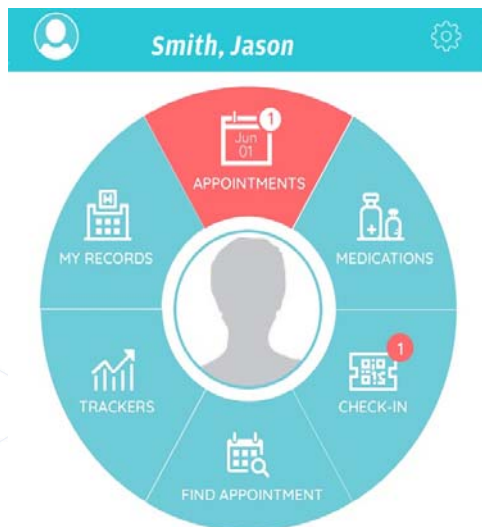 Smith, Jason
1
Jun
01
APPOINTMENTS
H
MY RECORDS
MEDICATIONS
1
TRACKERS
CHECK-IN
FIND APPOINTMENT